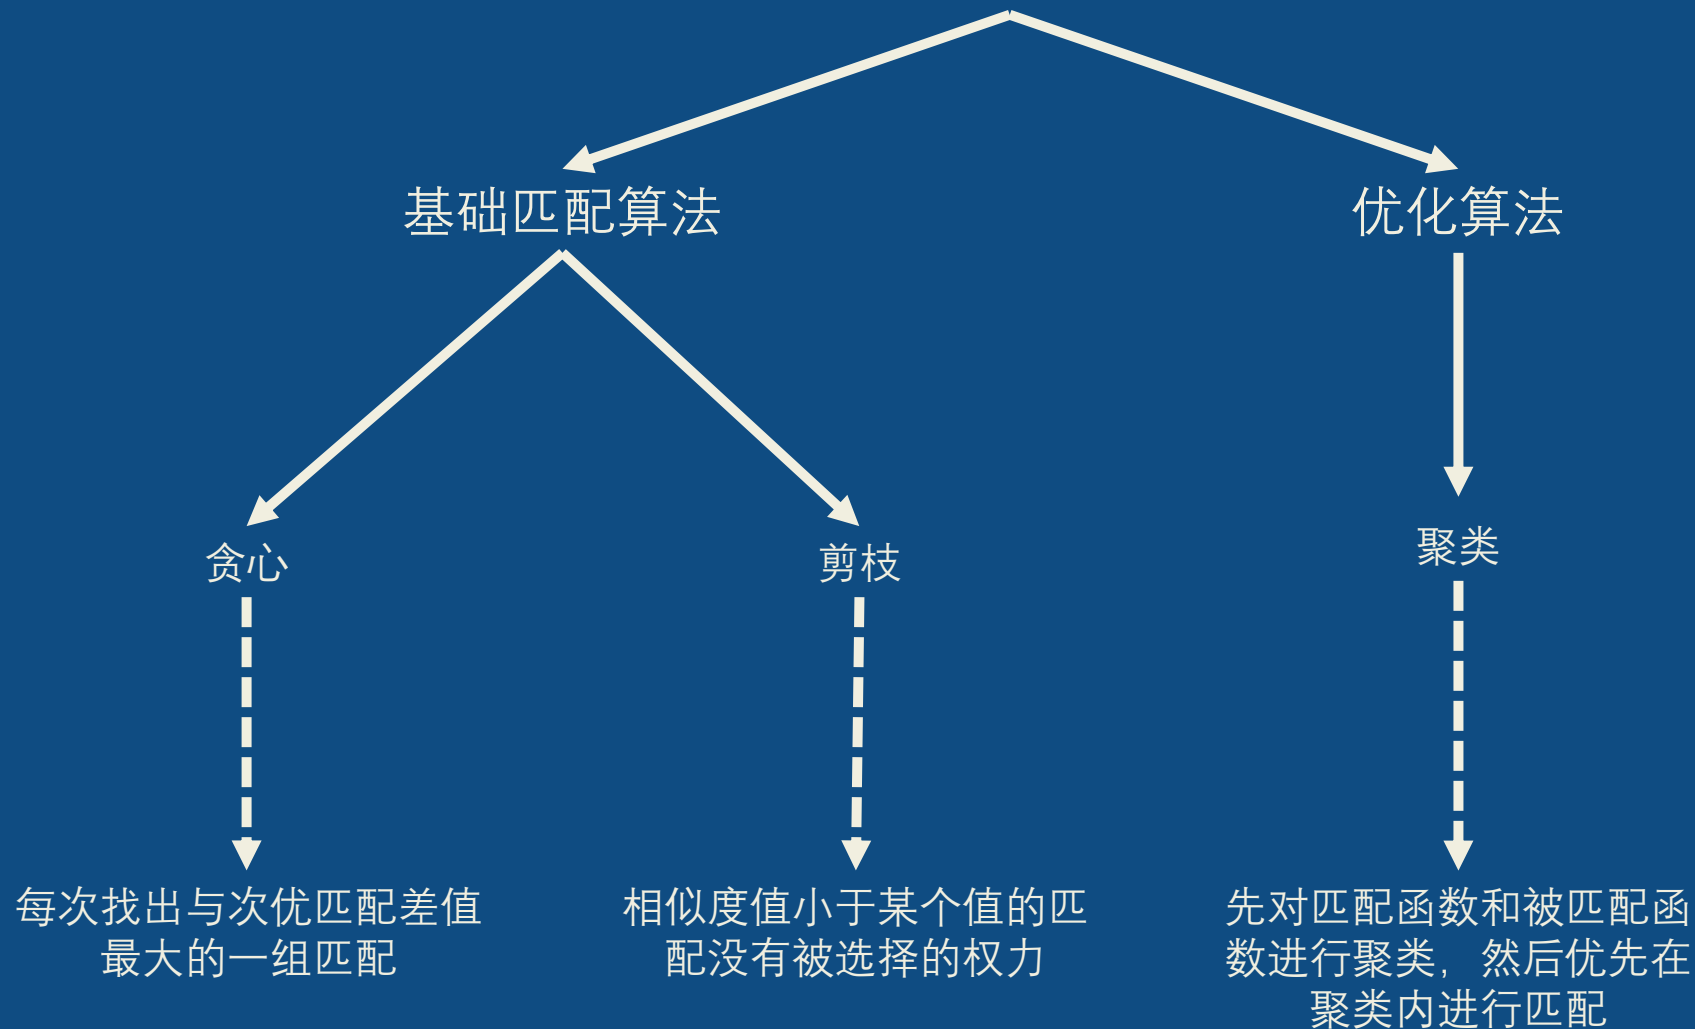 基础匹配算法
优化算法
贪心
剪枝
聚类
每次找出与次优匹配差值
最大的一组匹配
相似度值小于某个值的匹
配没有被选择的权力
先对匹配函数和被匹配函
数进行聚类，然后优先在
聚类内进行匹配